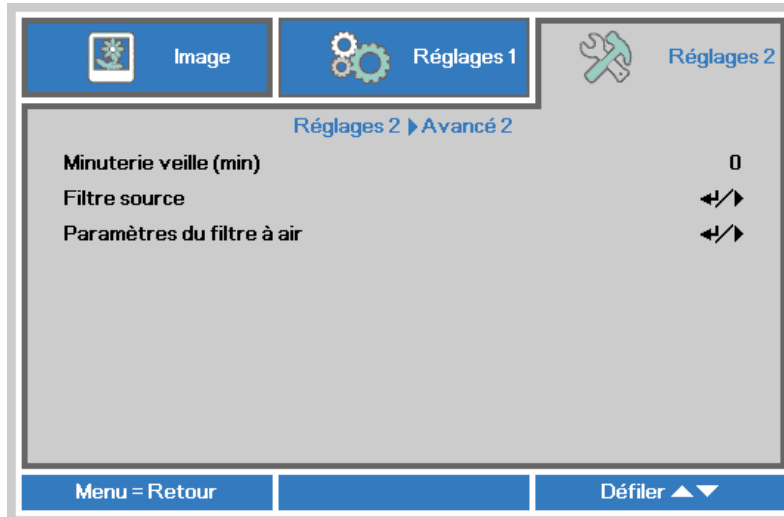 Image
Réglages 1
Réglages 2
Réglages 2 ▶ Avancé 2
Minuterie veille (min) 0
Filtre source ↵/▶
Paramètres du filtre à air ↵/▶
Menu = Retour
Défiler ▲▼